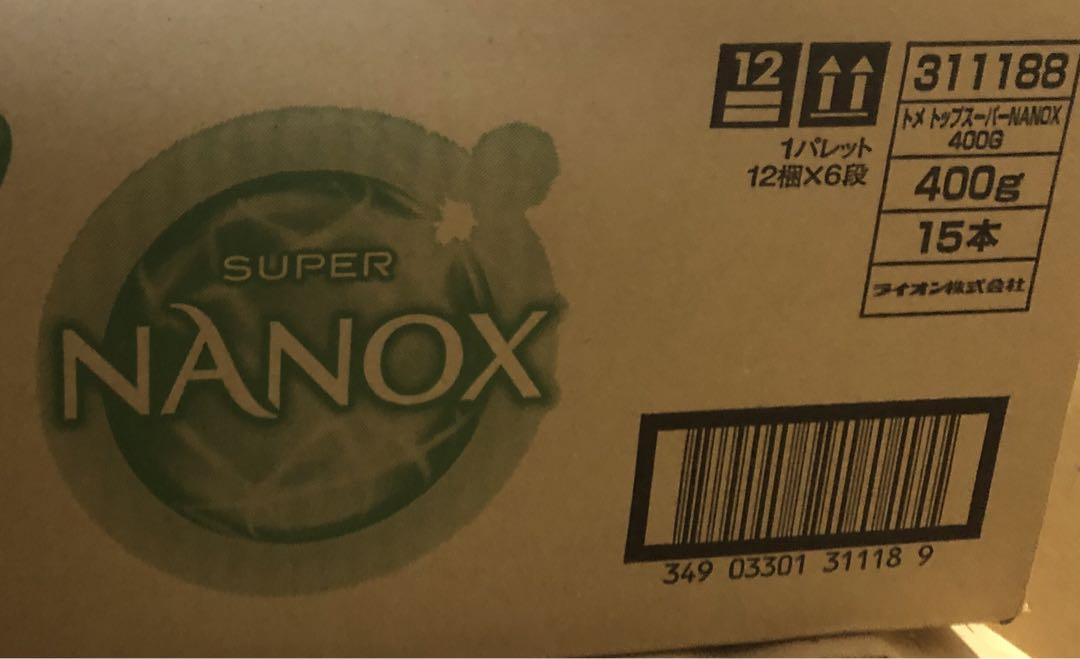 SUPER
NANOX
12
1パレット
12梱×6段
311188
トメ トップスーパーNANOX
400G
400g
15本
ライオン株式会社
349 03301 31118 9